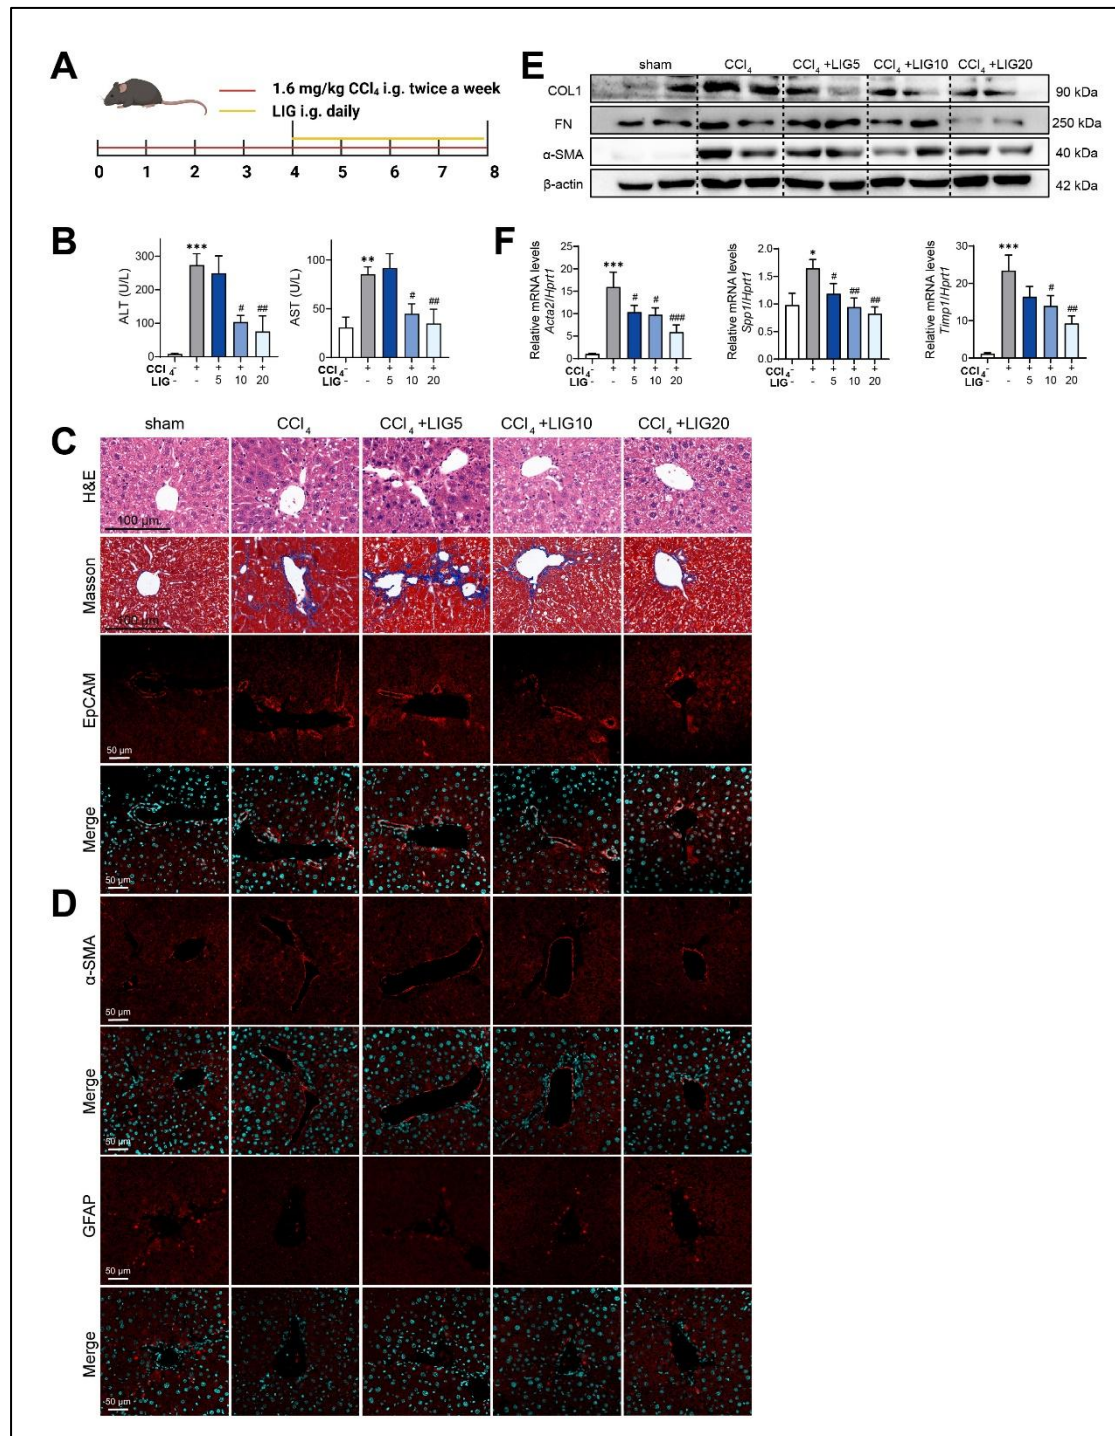 A
1.6 mg/kg CCl₄ i.g. twice a week
LIG i.g. daily
0 1 2 3 4 5 6 7 8
B
ALT (U/L)
300
200
100
0
***
#
##
CCl₄ - + + + +
LIG - - 5 10 20
AST (U/L)
100
50
0
**
#
##
CCl₄ - + + + +
LIG - - 5 10 20
E
sham CCl₄ CCl₄ +LIG5 CCl₄ +LIG10 CCl₄ +LIG20
COL1 90 kDa
FN 250 kDa
α-SMA 40 kDa
β-actin 42 kDa
F
Relative mRNA levels
Acta2/Hprt1
25
20
15
10
5
0
***
#
#
###
CCl₄ - + + + +
LIG - - 5 10 20
Relative mRNA levels
Spp1/Hprt1
2.0
1.5
1.0
0.5
0.0
*
#
##
##
CCl₄ - + + + +
LIG - - 5 10 20
Relative mRNA levels
Timp1/Hprt1
30
20
10
0
***
#
##
CCl₄ - + + + +
LIG - - 5 10 20
C
sham CCl₄ CCl₄ +LIG5 CCl₄ +LIG10 CCl₄ +LIG20
H&E
100 μm
Masson
100 μm
EpCAM
50 μm
Merge
50 μm
D
α-SMA
50 μm
Merge
50 μm
GFAP
50 μm
Merge
50 μm